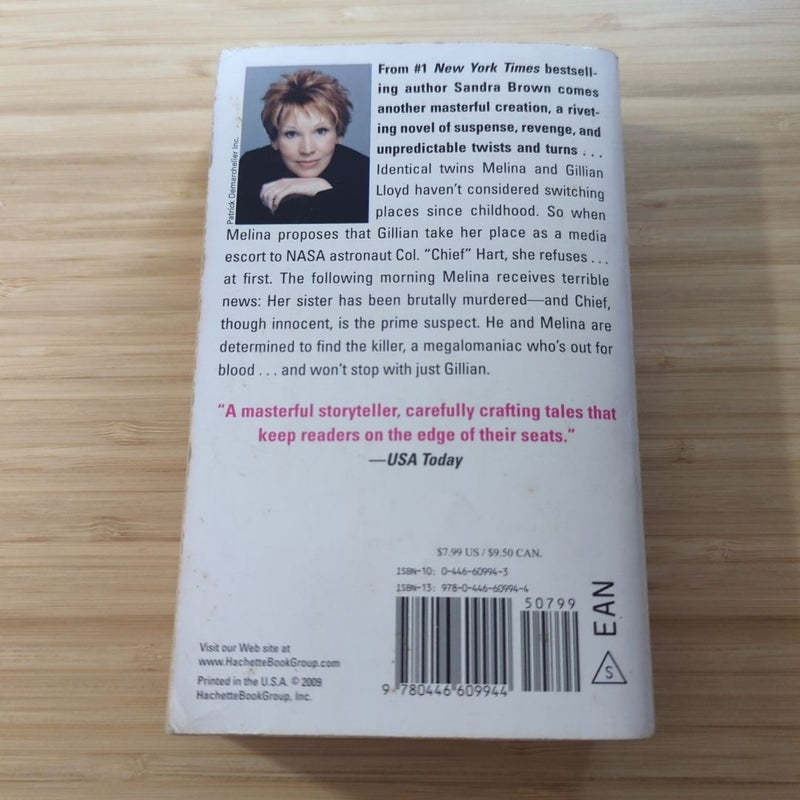 From #1 New York Times bestsell-
ing author Sandra Brown comes
another masterful creation, a rivet-
ing novel of suspense, revenge, and
unpredictable twists and turns . . .
Identical twins Melina and Gillian
Lloyd haven't considered switching
places since childhood. So when
Melina proposes that Gillian take her place as a media
escort to NASA astronaut Col. "Chief" Hart, she refuses . . .
at first. The following morning Melina receives terrible
news: Her sister has been brutally murdered—and Chief,
though innocent, is the prime suspect. He and Melina are
determined to find the killer, a megalomaniac who's out for
blood . . . and won't stop with just Gillian.
Patrick Demarchelier Inc.
"A masterful storyteller, carefully crafting tales that
keep readers on the edge of their seats."
—USA Today
$7.99 US / $9.50 CAN.
ISBN-10: 0-446-60994-3
ISBN-13: 978-0-446-60994-4
50799
EAN
S
9 780446 609944
Visit our Web site at
www.HachetteBookGroup.com
Printed in the U.S.A. © 2009
HachetteBookGroup, Inc.